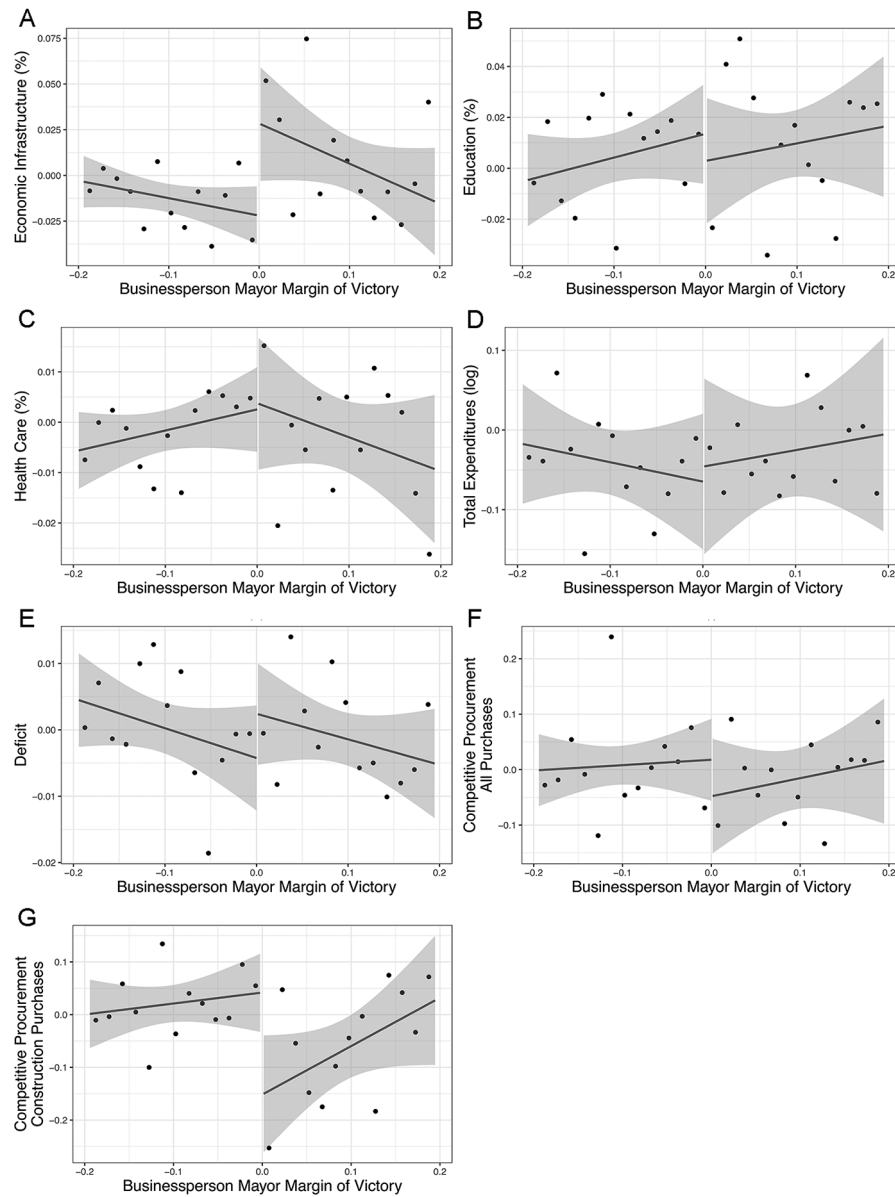 A
Economic Infrastructure (%)
0.075
0.050
0.025
0.000
−0.025
−0.2 −0.1 0.0 0.1 0.2
Businessperson Mayor Margin of Victory
B
Education (%)
0.04
0.02
0.00
−0.02
−0.2 −0.1 0.0 0.1 0.2
Businessperson Mayor Margin of Victory
C
Health Care (%)
0.01
0.00
−0.01
−0.02
−0.2 −0.1 0.0 0.1 0.2
Businessperson Mayor Margin of Victory
D
Total Expenditures (log)
0.1
0.0
−0.1
−0.2 −0.1 0.0 0.1 0.2
Businessperson Mayor Margin of Victory
E
Deficit
0.01
0.00
−0.01
−0.02
−0.2 −0.1 0.0 0.1 0.2
Businessperson Mayor Margin of Victory
F
Competitive Procurement
All Purchases
0.2
0.1
0.0
−0.1
−0.2 −0.1 0.0 0.1 0.2
Businessperson Mayor Margin of Victory
G
Competitive Procurement
Construction Purchases
0.1
0.0
−0.1
−0.2
−0.2 −0.1 0.0 0.1 0.2
Businessperson Mayor Margin of Victory